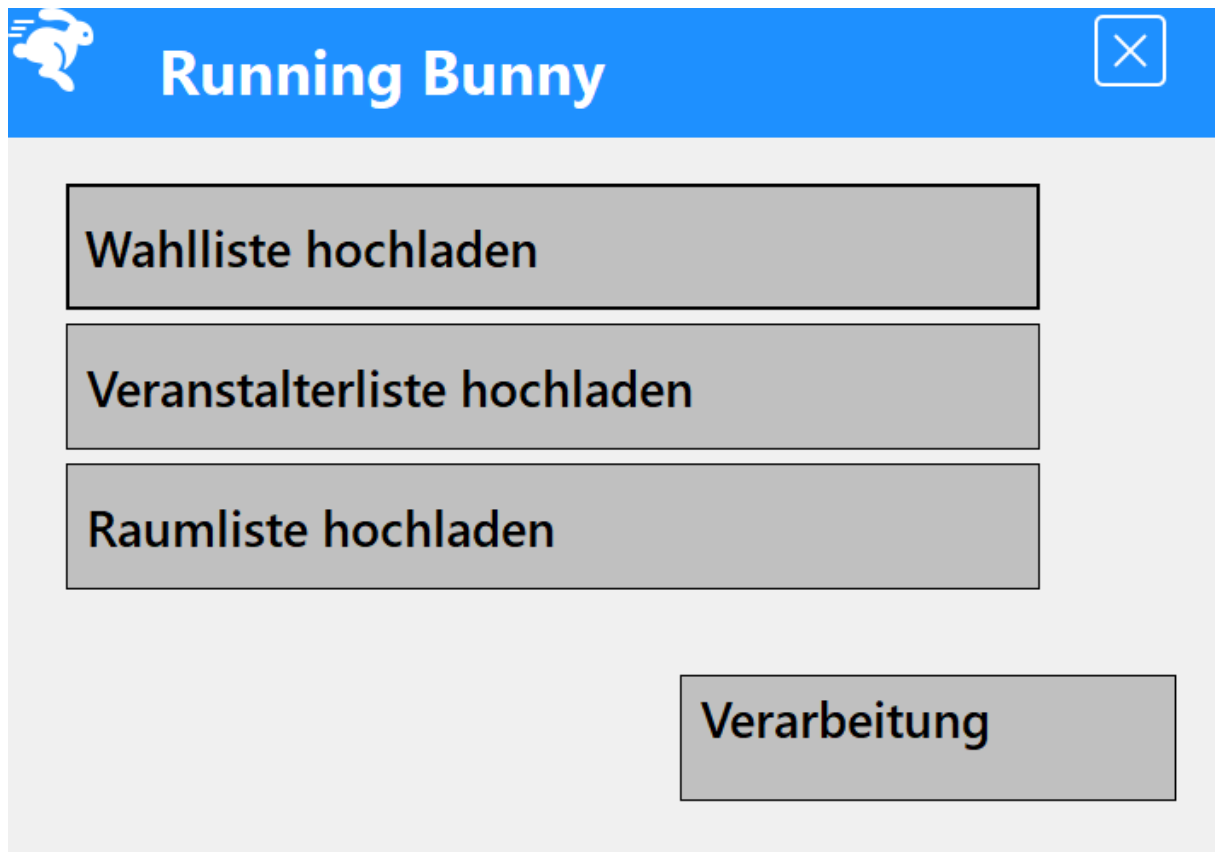 Running Bunny
Wahlliste hochladen
Veranstalterliste hochladen
Raumliste hochladen
Verarbeitung